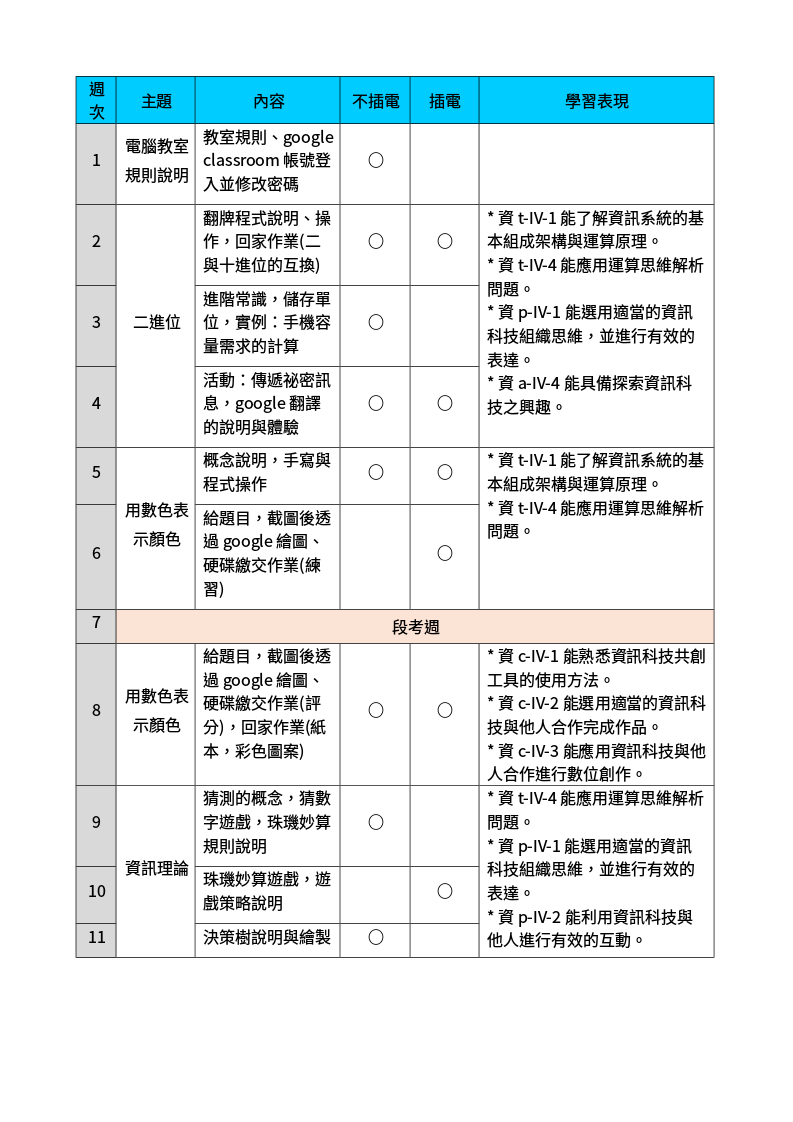 週次 主題 內容 不插電 插電 學習表現
1
電腦教室
規則說明
教室規則、google
classroom 帳號登
入並修改密碼
○
2
二進位
翻牌程式說明、操
作，回家作業(二
與十進位的互換)
○ ○
* 資 t-IV-1 能了解資訊系統的基
本組成架構與運算原理。
* 資 t-IV-4 能應用運算思維解析
問題。
* 資 p-IV-1 能選用適當的資訊
科技組織思維，並進行有效的
表達。
* 資 a-IV-4 能具備探索資訊科
技之興趣。
3
進階常識，儲存單
位，實例：手機容
量需求的計算
○
4
活動：傳遞祕密訊
息，google 翻譯
的說明與體驗
○ ○
5
用數色表
示顏色
概念說明，手寫與
程式操作
○ ○
* 資 t-IV-1 能了解資訊系統的基
本組成架構與運算原理。
* 資 t-IV-4 能應用運算思維解析
問題。
6
給題目，截圖後透
過 google 繪圖、
硬碟繳交作業(練
習)
○
7 段考週
8
用數色表
示顏色
給題目，截圖後透
過 google 繪圖、
硬碟繳交作業(評
分)，回家作業(紙
本，彩色圖案)
○ ○
* 資 c-IV-1 能熟悉資訊科技共創
工具的使用方法。
* 資 c-IV-2 能選用適當的資訊科
技與他人合作完成作品。
* 資 c-IV-3 能應用資訊科技與他
人合作進行數位創作。
9
資訊理論
猜測的概念，猜數
字遊戲，珠璣妙算
規則說明
○
* 資 t-IV-4 能應用運算思維解析
問題。
* 資 p-IV-1 能選用適當的資訊
科技組織思維，並進行有效的
表達。
* 資 p-IV-2 能利用資訊科技與
他人進行有效的互動。
10
珠璣妙算遊戲，遊
戲策略說明
○
11
決策樹說明與繪製
○